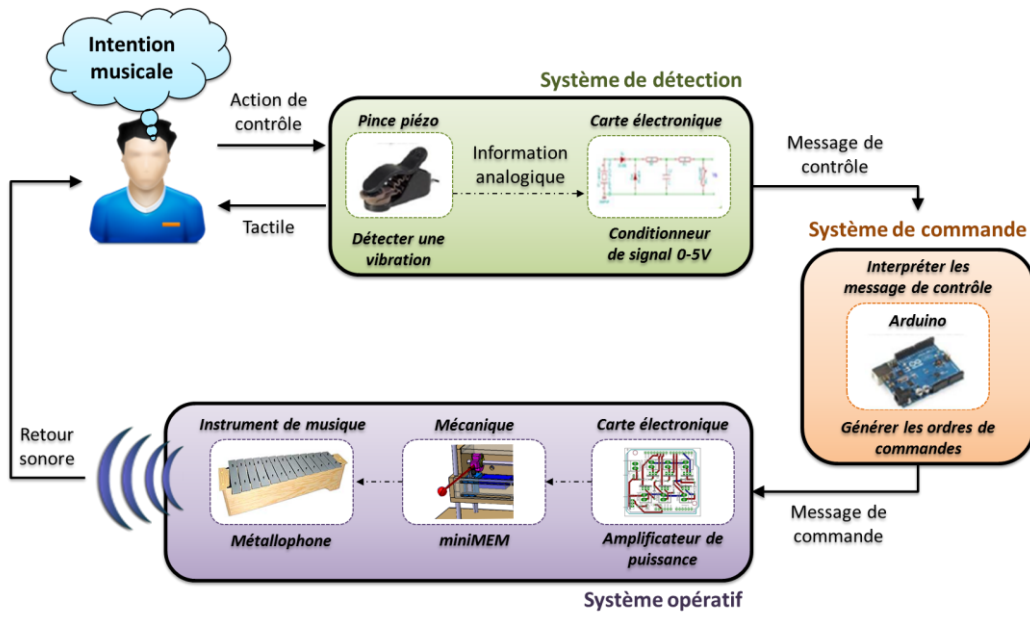 Intention
musicale
Action de
contrôle
Tactile
Système de détection
Pince piézo
Détecter une
vibration
Information
analogique
Carte électronique
Conditionneur
de signal 0-5V
Message de
contrôle
Système de commande
Interpréter les
message de contrôle
Arduino
Générer les ordres de
commandes
Message de
commande
Carte électronique
Amplificateur de
puissance
Mécanique
miniMEM
Instrument de musique
Métallophone
Système opératif
Retour
sonore